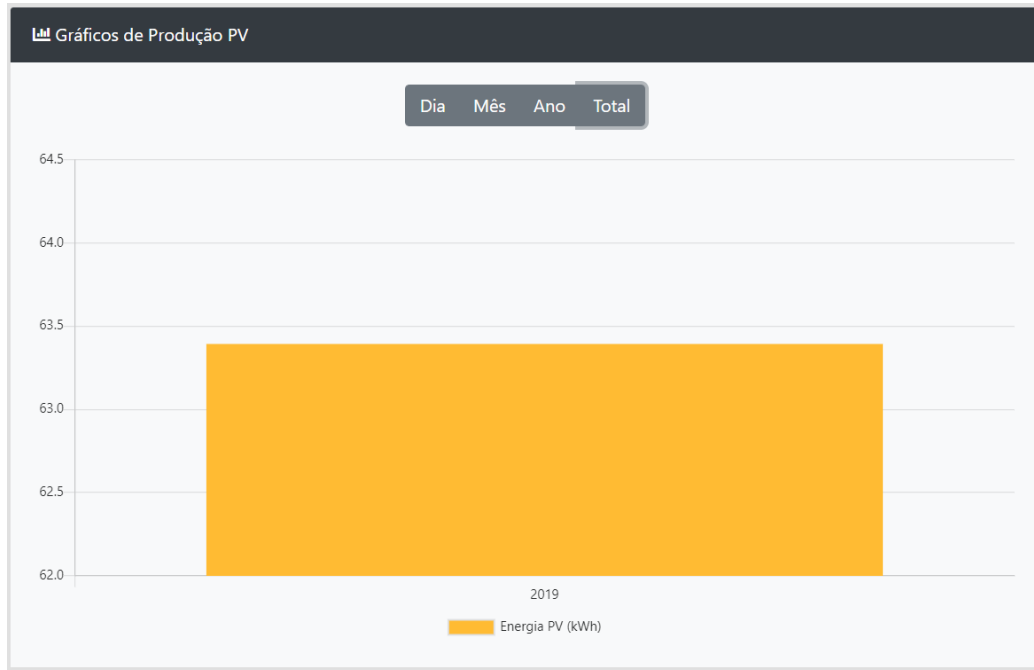 Gráficos de Produção PV
Dia Mês Ano Total
64.5
64.0
63.5
63.0
62.5
62.0
2019
Energia PV (kWh)